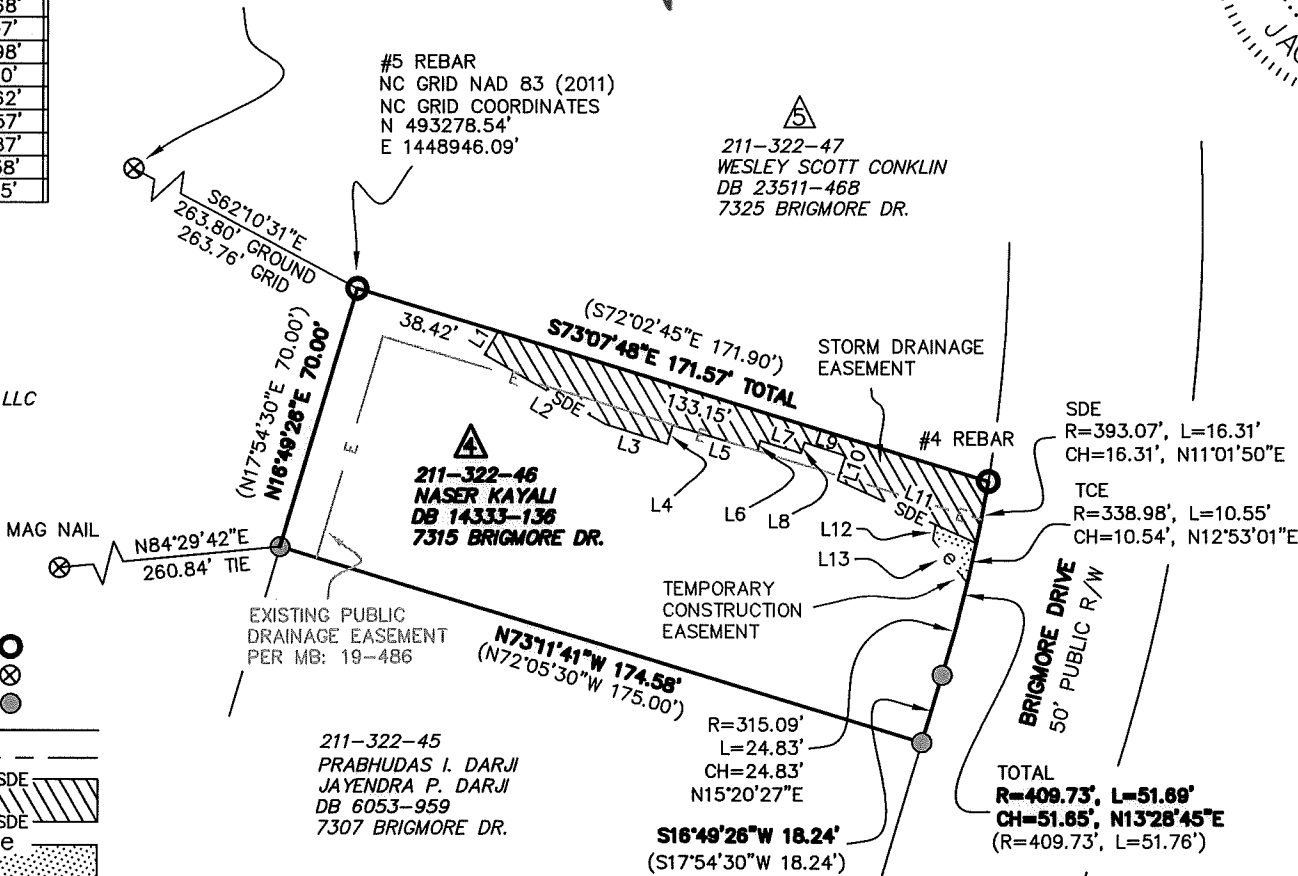 #5 REBAR
NC GRID NAD 83 (2011)
NC GRID COORDINATES
N 493278.54'
E 1448946.09'
5
211-322-47
WESLEY SCOTT CONKLIN
DB 23511-468
7325 BRIGMORE DR.
S62°10'31"E
263.80' GROUND
263.76' GRID
(S72°02'45"E 171.90')
S73°07'48"E 171.57' TOTAL
38.42'
133.15'
STORM DRAINAGE
EASEMENT
#4 REBAR
SDE
R=393.07', L=16.31'
CH=16.31', N11°01'50"E
TCE
R=338.98', L=10.55'
CH=10.54', N12°53'01"E
LLC
(N17°54'30"E 70.00')
N16°49'26"E 70.00'
L1
E
L2
SDE
L3
L4
E
L5
L6
L7
L8
L9
L10
L11
E
SDE
L12
L13
e
E
4
211-322-46
NASER KAYALI
DB 14333-136
7315 BRIGMORE DR.
MAG NAIL
N84°29'42"E
260.84' TIE
EXISTING PUBLIC
DRAINAGE EASEMENT
PER MB: 19-486
TEMPORARY
CONSTRUCTION
EASEMENT
BRIGMORE DRIVE
50' PUBLIC R/W
N73°11'41"W 174.58'
(N72°05'30"W 175.00')
211-322-45
PRABHUDAS I. DARJI
JAYENDRA P. DARJI
DB 6053-959
7307 BRIGMORE DR.
R=315.09'
L=24.83'
CH=24.83'
N15°20'27"E
S16°49'26"W 18.24'
(S17°54'30"W 18.24')
TOTAL
R=409.73', L=51.69'
CH=51.65', N13°28'45"E
(R=409.73', L=51.76')
SDE
SDE
e